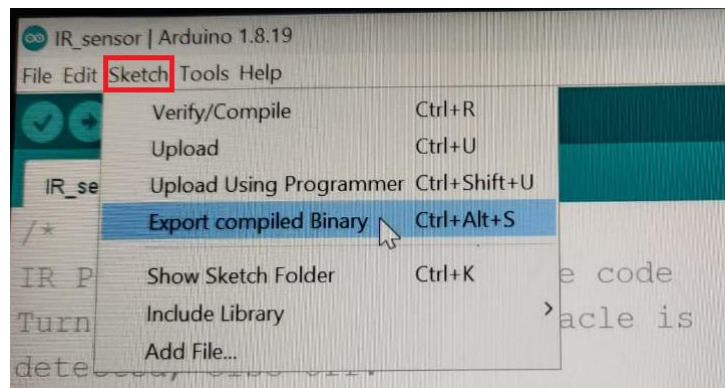 IR_sensor | Arduino 1.8.19
File Edit Sketch Tools Help
Verify/Compile Ctrl+R
Upload Ctrl+U
IR_se
Upload Using Programmer Ctrl+Shift+U
/*
Export compiled Binary Ctrl+Alt+S
IR P
Show Sketch Folder Ctrl+K
e code
Turn
Include Library >
acle is
Add File...
dete